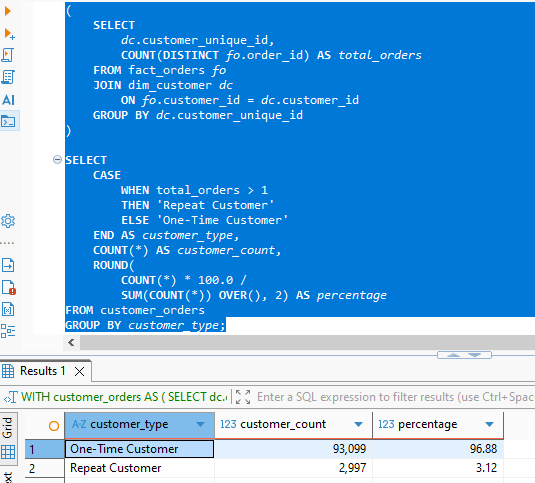 (
SELECT
dc.customer_unique_id,
COUNT(DISTINCT fo.order_id) AS total_orders
FROM fact_orders fo
JOIN dim_customer dc
ON fo.customer_id = dc.customer_id
GROUP BY dc.customer_unique_id
)
SELECT
CASE
WHEN total_orders > 1
THEN 'Repeat Customer'
ELSE 'One-Time Customer'
END AS customer_type,
COUNT(*) AS customer_count,
ROUND(
COUNT(*) * 100.0 /
SUM(COUNT(*)) OVER(), 2) AS percentage
FROM customer_orders
GROUP BY customer_type;
AI
Results 1
WITH customer_orders AS ( SELECT dc. Enter a SQL expression to filter results (use Ctrl+Spac
Grid
A-Z customer_type 123 customer_count 123 percentage
1 One-Time Customer 93,099 96.88
2 Repeat Customer 2,997 3.12